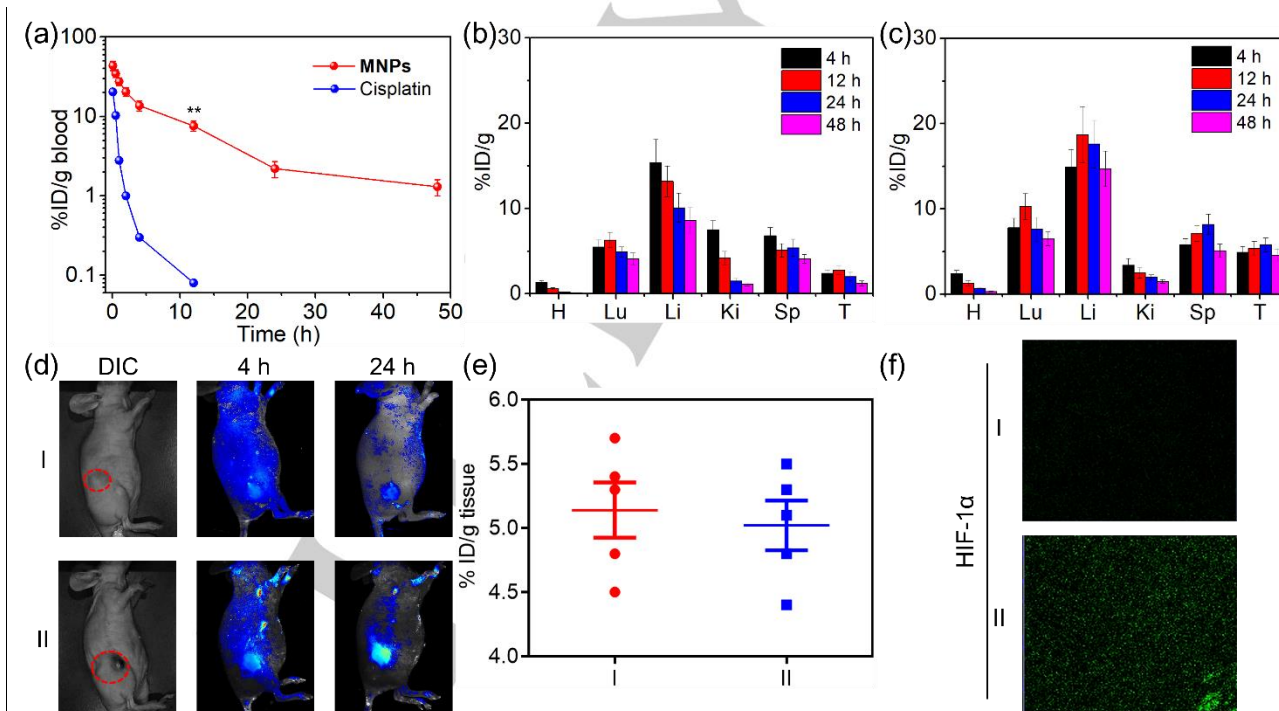 (a)
100
10
1
0.1
%ID/g blood
MNPs
Cisplatin
**
0 10 20 30 40 50
Time (h)
(b)
30
20
10
0
%ID/g
4 h
12 h
24 h
48 h
H Lu Li Ki Sp T
(c)
30
20
10
0
%ID/g
4 h
12 h
24 h
48 h
H Lu Li Ki Sp T
(d)
DIC 4 h 24 h
I
II
(e)
6.0
5.5
5.0
4.5
4.0
% ID/g tissue
I II
(f)
HIF-1α
I
II